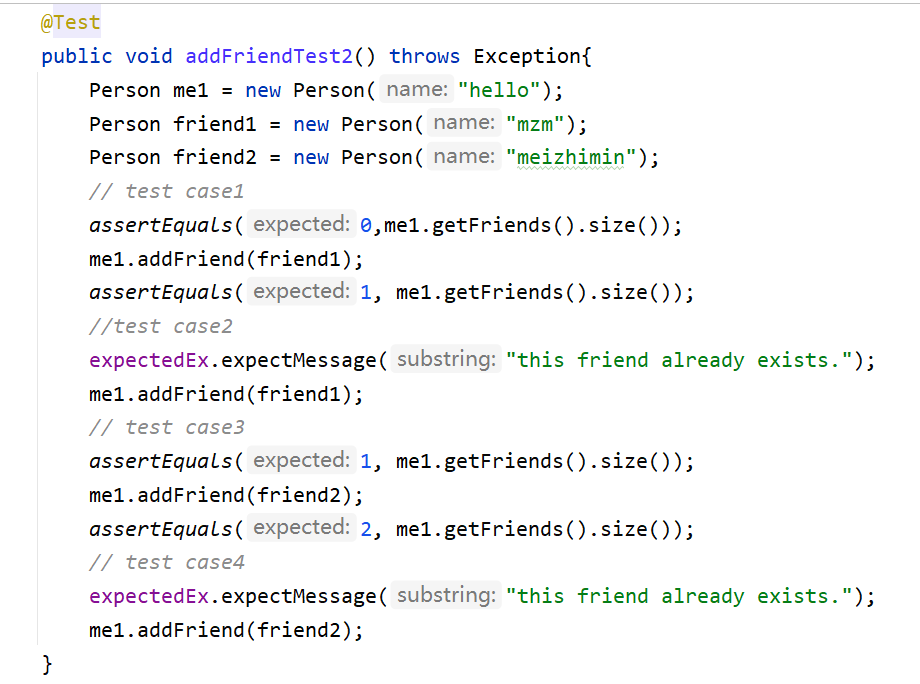 @Test
public void addFriendTest2() throws Exception{
    Person me1 = new Person( name: "hello");
    Person friend1 = new Person( name: "mzm");
    Person friend2 = new Person( name: "meizhimin");
    // test case1
    assertEquals( expected: 0,me1.getFriends().size());
    me1.addFriend(friend1);
    assertEquals( expected: 1, me1.getFriends().size());
    //test case2
    expectedEx.expectMessage( substring: "this friend already exists.");
    me1.addFriend(friend1);
    // test case3
    assertEquals( expected: 1, me1.getFriends().size());
    me1.addFriend(friend2);
    assertEquals( expected: 2, me1.getFriends().size());
    // test case4
    expectedEx.expectMessage( substring: "this friend already exists.");
    me1.addFriend(friend2);
}